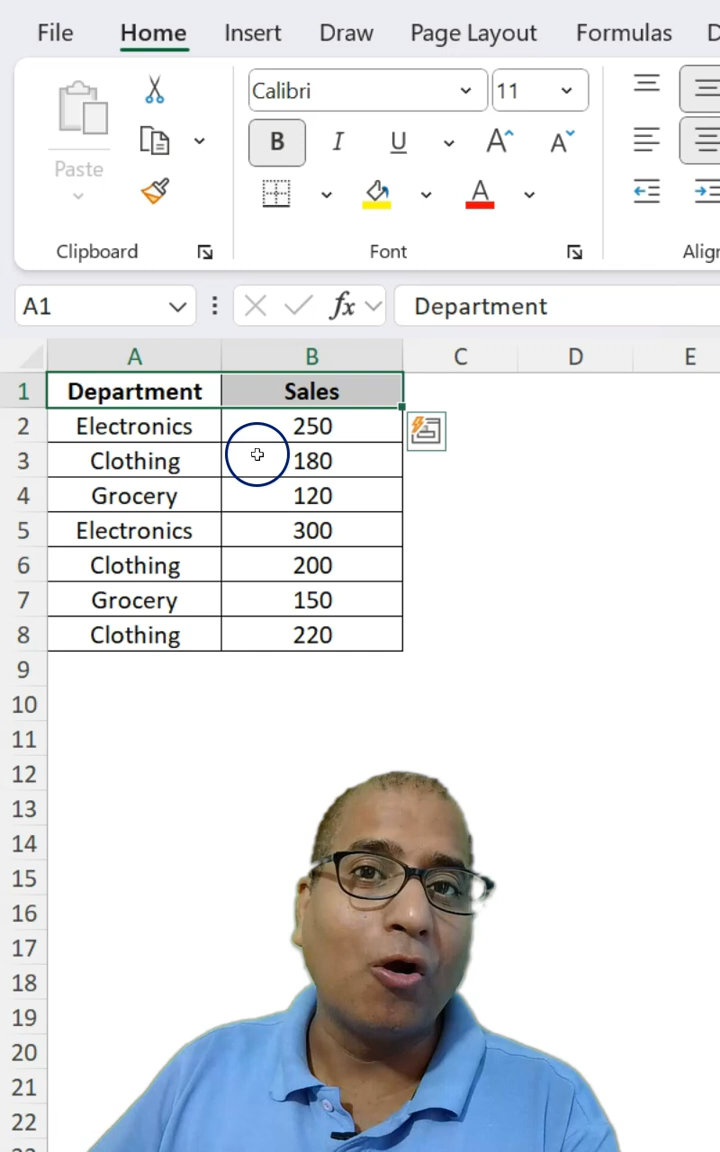 File Home Insert Draw Page Layout Formulas D
Calibri 11
Paste B I U A A
A
Clipboard Font Align
A1 fx Department
A B C D E
1 Department Sales
2 Electronics 250
3 Clothing 180
4 Grocery 120
5 Electronics 300
6 Clothing 200
7 Grocery 150
8 Clothing 220
9
10
11
12
13
14
15
16
17
18
19
20
21
22